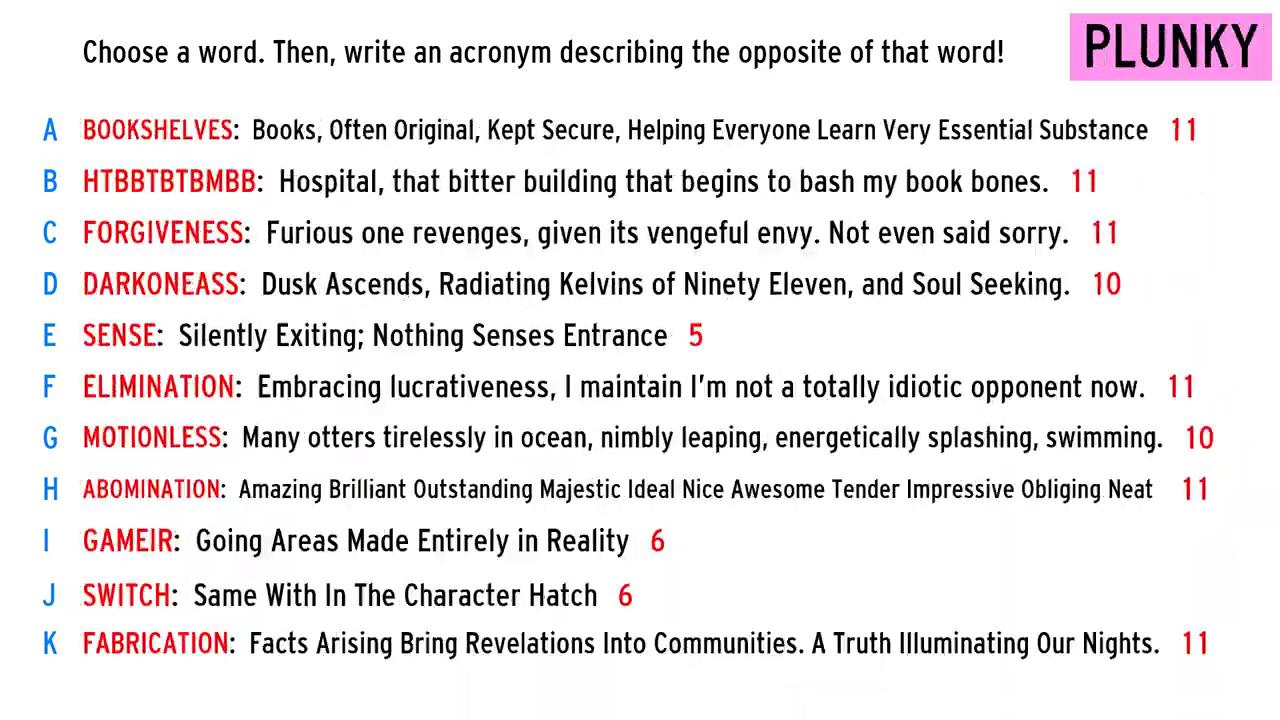 Choose a word. Then, write an acronym describing the opposite of that word!
PLUNKY
A BOOKSHELVES: Books, Often Original, Kept Secure, Helping Everyone Learn Very Essential Substance 11
B HTBBTBTBMBB: Hospital, that bitter building that begins to bash my book bones. 11
C FORGIVENESS: Furious one revenges, given its vengeful envy. Not even said sorry. 11
D DARKONEASS: Dusk Ascends, Radiating Kelvins of Ninety Eleven, and Soul Seeking. 10
E SENSE: Silently Exiting; Nothing Senses Entrance 5
F ELIMINATION: Embracing lucrativeness, I maintain I'm not a totally idiotic opponent now. 11
G MOTIONLESS: Many otters tirelessly in ocean, nimbly leaping, energetically splashing, swimming. 10
H ABOMINATION: Amazing Brilliant Outstanding Majestic Ideal Nice Awesome Tender Impressive Obliging Neat 11
I GAMEIR: Going Areas Made Entirely in Reality 6
J SWITCH: Same With In The Character Hatch 6
K FABRICATION: Facts Arising Bring Revelations Into Communities. A Truth Illuminating Our Nights. 11